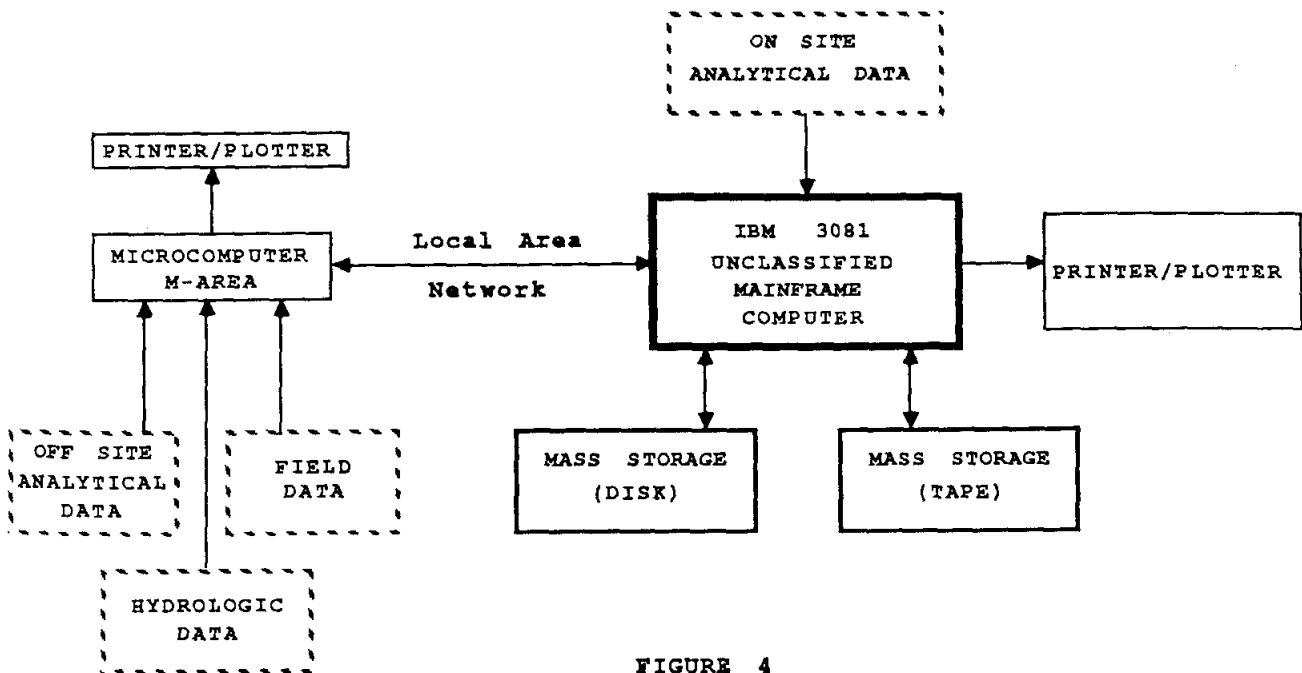 ON SITE
ANALYTICAL DATA
PRINTER/PLOTTER
MICROCOMPUTER
M-AREA
Local Area
Network
IBM 3081
UNCLASSIFIED
MAINFRAME
COMPUTER
PRINTER/PLOTTER
OFF SITE
ANALYTICAL
DATA
FIELD
DATA
MASS STORAGE
(DISK)
MASS STORAGE
(TAPE)
HYDROLOGIC
DATA
FIGURE 4